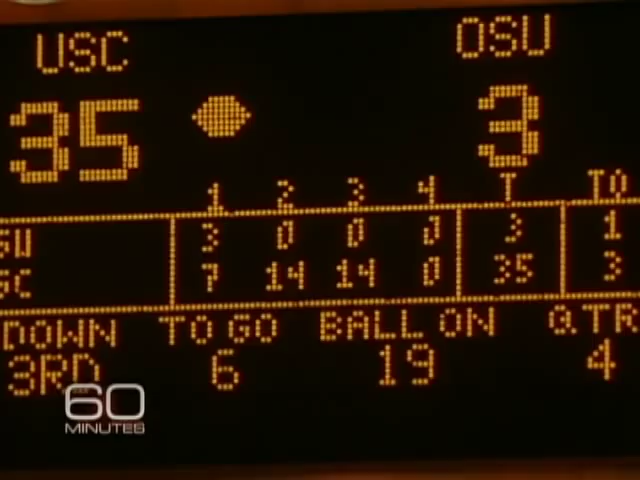 USC OSU
35 3
1 2 3 4 T TO
SU 3 0 0 0 3 1
SC 7 14 14 0 35 3
DOWN TO GO BALL ON QTR
3RD 6 19 4
60
MINUTES